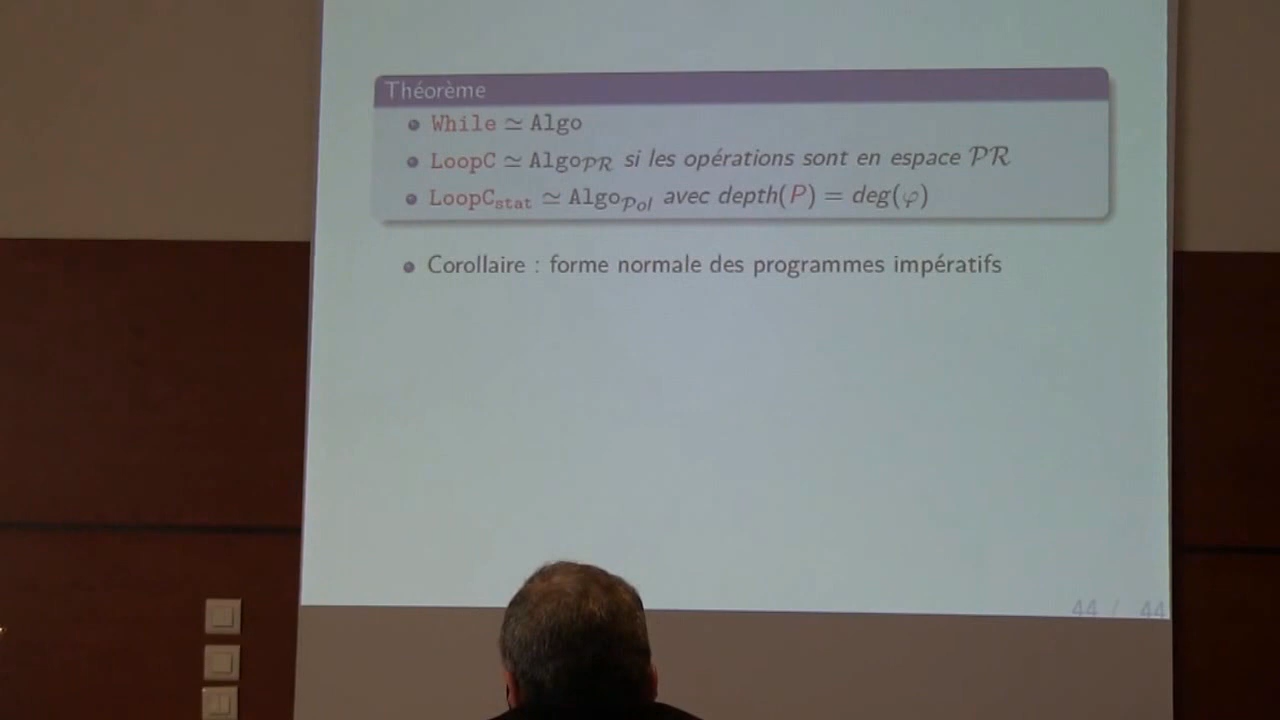 Théorème
While ≃ Algo
LoopC ≃ Algo𝒫ℛ si les opérations sont en espace 𝒫ℛ
LoopCstat ≃ Algo𝒫ol avec depth(P) = deg(φ)
Corollaire : forme normale des programmes impératifs
44 / 44